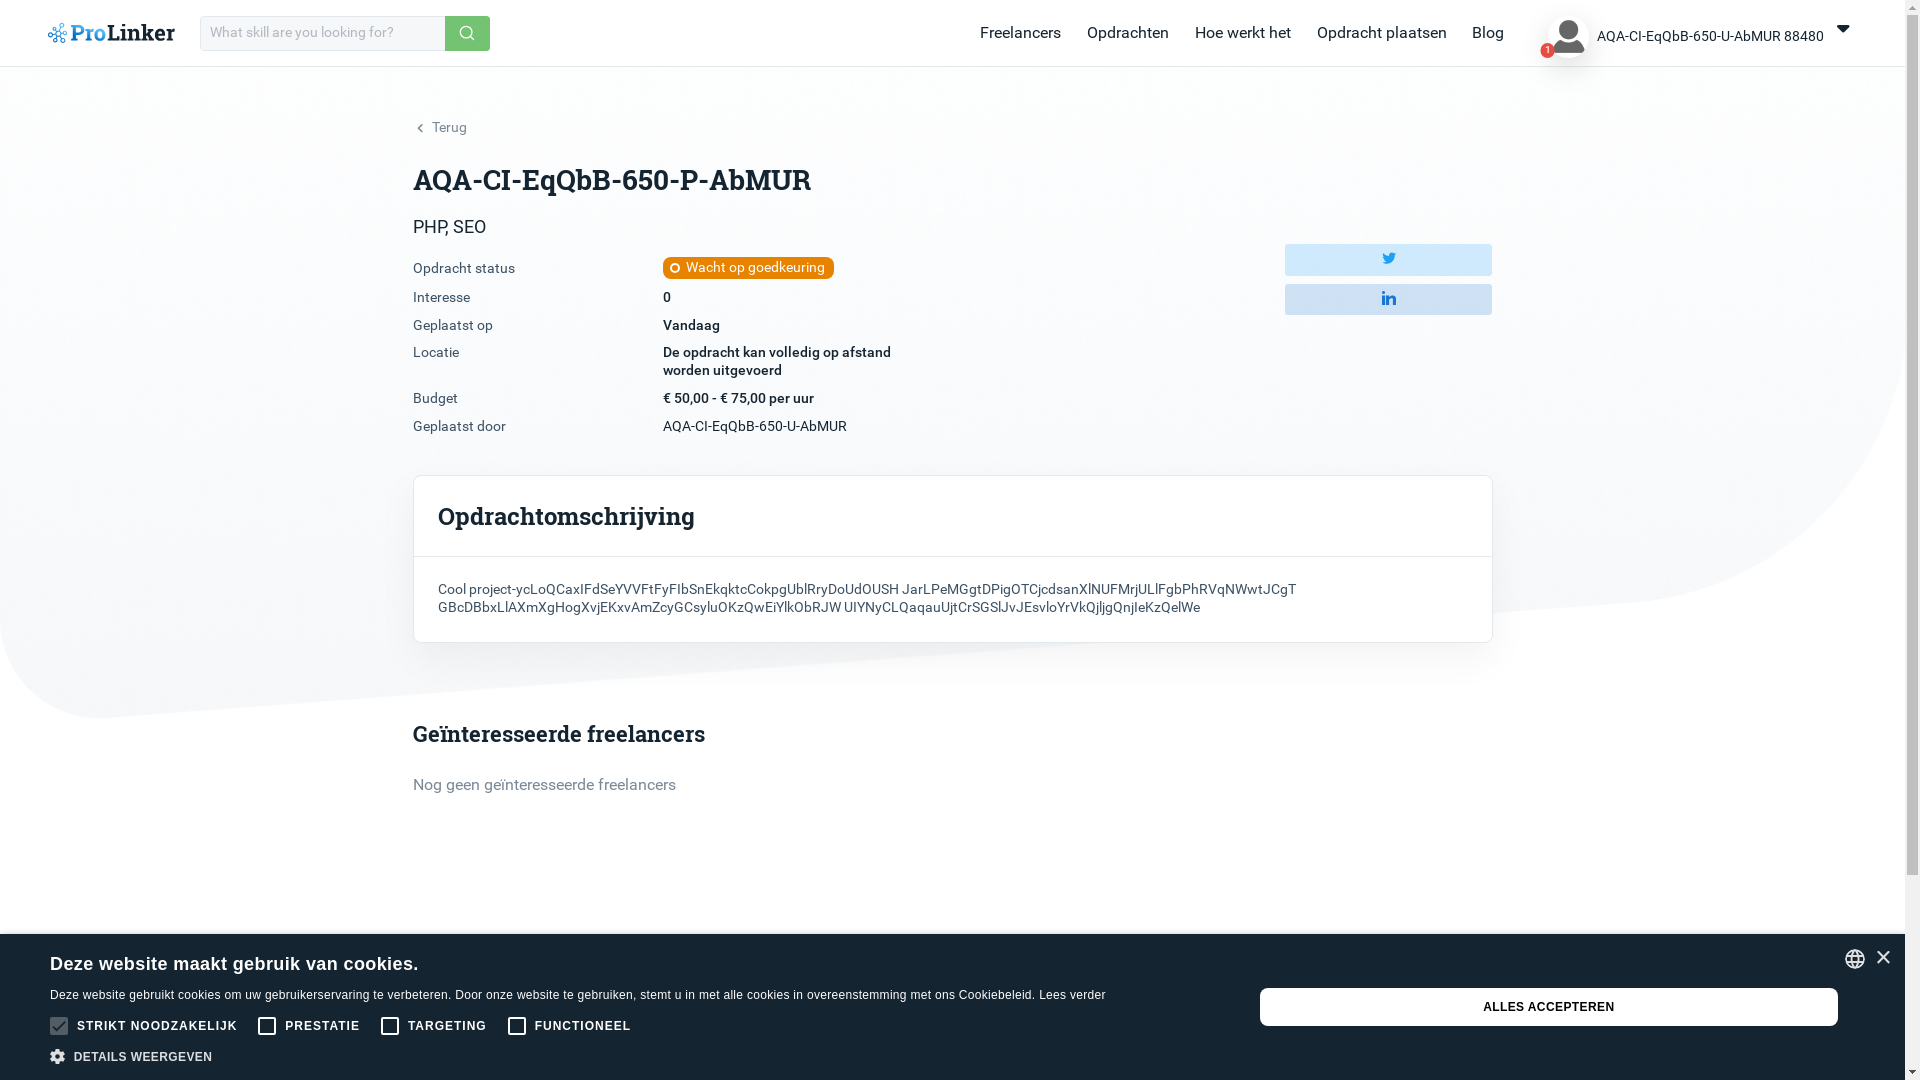 ProLinker
What skill are you looking for?
Freelancers
Opdrachten
Hoe werkt het
Opdracht plaatsen
Blog
1
AQA-CI-EqQbB-650-U-AbMUR 88480
Terug
AQA-CI-EqQbB-650-P-AbMUR
PHP, SEO
Opdracht status
Wacht op goedkeuring
Interesse
0
Geplaatst op
Vandaag
Locatie
De opdracht kan volledig op afstand
worden uitgevoerd
Budget
€ 50,00 - € 75,00 per uur
Geplaatst door
AQA-CI-EqQbB-650-U-AbMUR
Opdrachtomschrijving
Cool project-ycLoQCaxIFdSeYVVFtFyFIbSnEkqktcCokpgUblRryDoUdOUSH JarLPeMGgtDPigOTCjcdsanXlNUFMrjULlFgbPhRVqNWwtJCgT
GBcDBbxLlAXmXgHogXvjEKxvAmZcyGCsyluOKzQwEiYlkObRJW UIYNyCLQaqauUjtCrSGSlJvJEsvloYrVkQjljgQnjIeKzQelWe
Geïnteresseerde freelancers
Nog geen geïnteresseerde freelancers
Deze website maakt gebruik van cookies.
Deze website gebruikt cookies om uw gebruikerservaring te verbeteren. Door onze website te gebruiken, stemt u in met alle cookies in overeenstemming met ons Cookiebeleid. Lees verder
STRIKT NOODZAKELIJK
PRESTATIE
TARGETING
FUNCTIONEEL
DETAILS WEERGEVEN
ALLES ACCEPTEREN